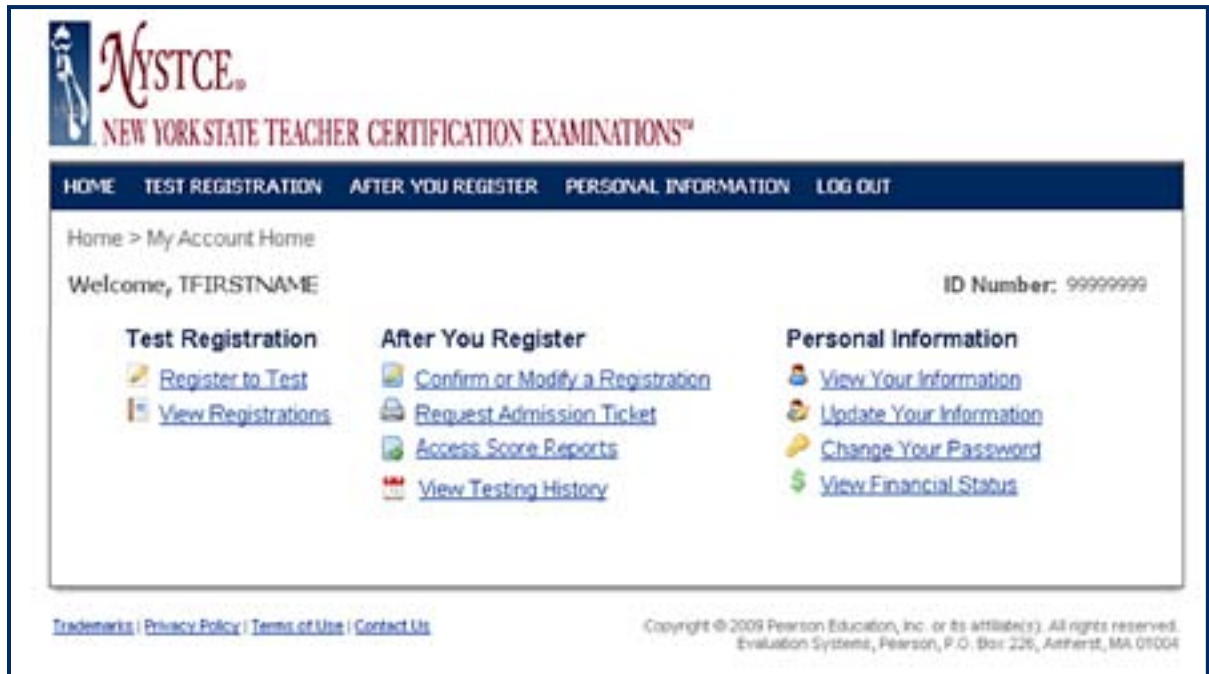 NYSTCE®
NEW YORK STATE TEACHER CERTIFICATION EXAMINATIONS™
HOME TEST REGISTRATION AFTER YOU REGISTER PERSONAL INFORMATION LOG OUT
Home > My Account Home
Welcome, TFIRSTNAME ID Number: 99999999
Test Registration
Register to Test
View Registrations
After You Register
Confirm or Modify a Registration
Request Admission Ticket
Access Score Reports
View Testing History
Personal Information
View Your Information
Update Your Information
Change Your Password
View Financial Status
Trademarks | Privacy Policy | Terms of Use | Contact Us
Copyright © 2009 Pearson Education, Inc. or its affiliate(s). All rights reserved.
Evaluation Systems, Pearson, P.O. Box 226, Amherst, MA 01004